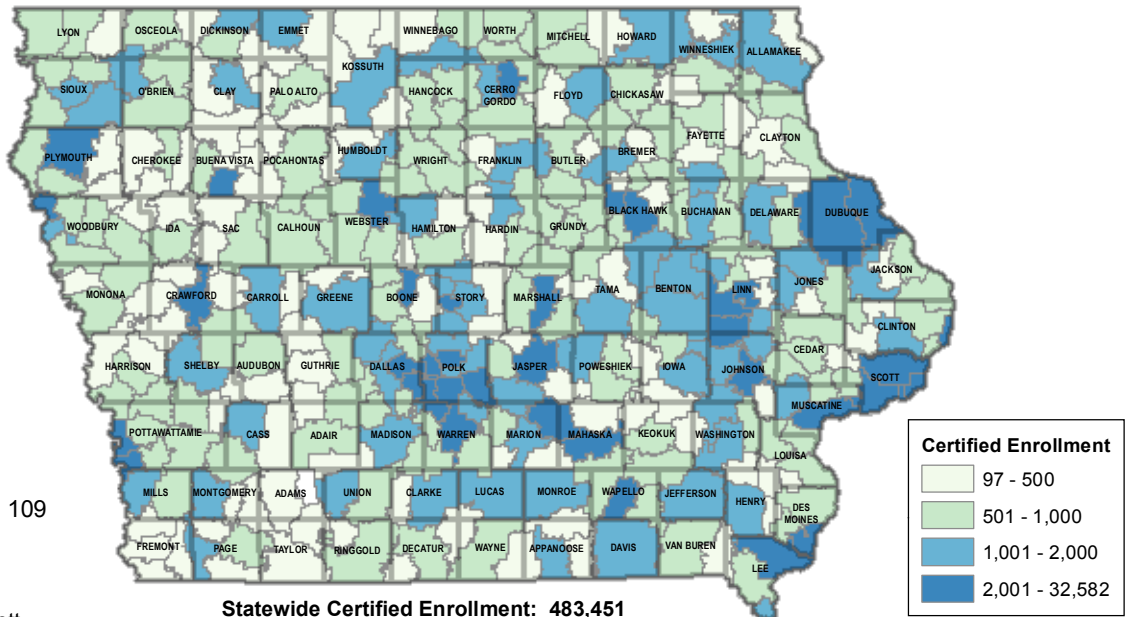 LYON OSCEOLA DICKINSON EMMET WINNEBAGO WORTH MITCHELL HOWARD WINNESHIEK ALLAMAKEE
KOSSUTH
SIOUX O'BRIEN CLAY PALO ALTO HANCOCK CERRO GORDO FLOYD CHICKASAW
FAYETTE CLAYTON
PLYMOUTH CHEROKEE BUENA VISTA POCAHONTAS HUMBOLDT WRIGHT FRANKLIN BUTLER BREMER
WOODBURY IDA SAC CALHOUN WEBSTER HAMILTON HARDIN GRUNDY BLACK HAWK BUCHANAN DELAWARE DUBUQUE
JACKSON
MONONA CRAWFORD CARROLL GREENE BOONE STORY MARSHALL TAMA BENTON LINN JONES
CLINTON
HARRISON SHELBY AUDUBON GUTHRIE DALLAS POLK JASPER POWESHIEK IOWA JOHNSON CEDAR
SCOTT
MUSCATINE
POTTAWATTAMIE CASS ADAIR MADISON WARREN MARION MAHASKA KEOKUK WASHINGTON
LOUISA
MILLS MONTGOMERY ADAMS UNION CLARKE LUCAS MONROE WAPELLO JEFFERSON HENRY
DES MOINES
109
FREMONT PAGE TAYLOR RINGGOLD DECATUR WAYNE APPANOOSE DAVIS VAN BUREN
LEE
Statewide Certified Enrollment: 483,451
Certified Enrollment
97 - 500
501 - 1,000
1,001 - 2,000
2,001 - 32,582